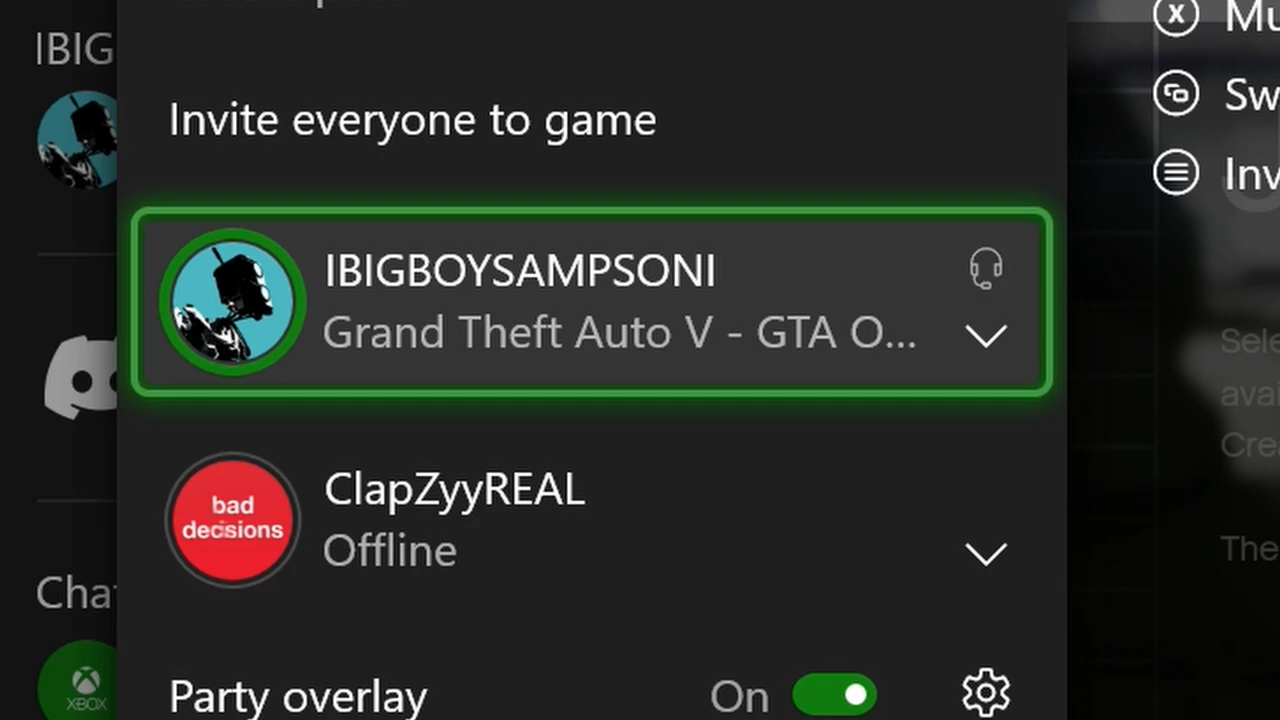 IBIG
Invite everyone to game
IBIGBOYSAMPSONI
Grand Theft Auto V - GTA O...
bad
decisions
ClapZyyREAL
Offline
Chat
XBOX
Party overlay
On
X
Mu
Sw
Inv
Sele
avai
Crea
The